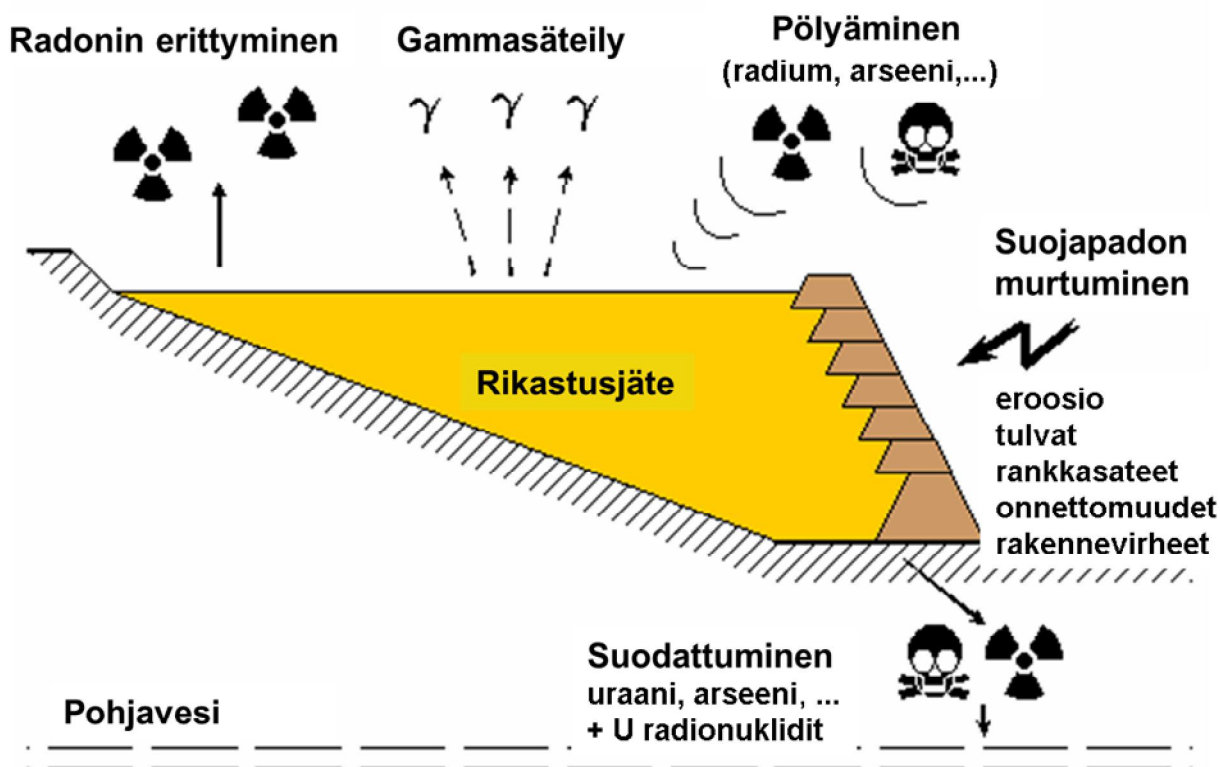 Radonin erittyminen
Gammasäteily
γ γ γ
Pölyäminen
(radium, arseeni,...)
Suojapadon
murtuminen
eroosio
tulvat
rankkasateet
onnettomuudet
rakennevirheet
Rikastusjäte
Suodattuminen
uraani, arseeni, ...
+ U radionuklidit
Pohjavesi